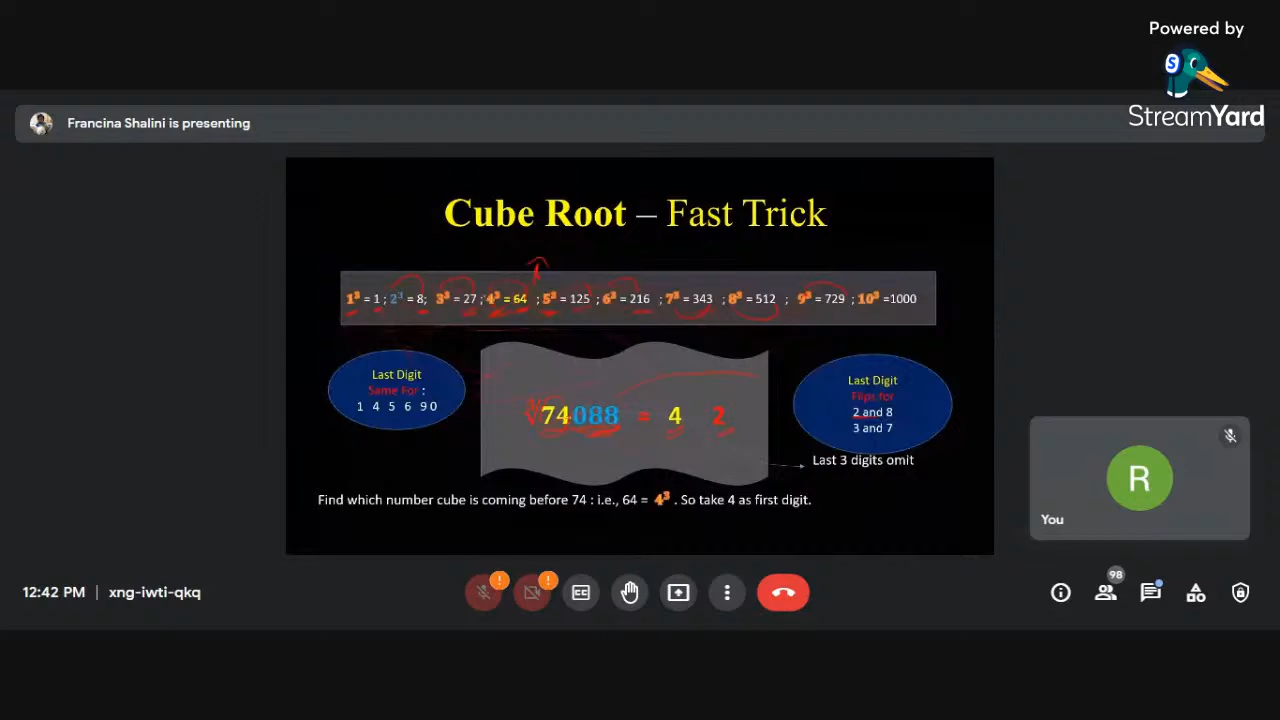 Powered by
S
StreamYard
Francina Shalini is presenting
Cube Root – Fast Trick
1³ = 1 ; 2³ = 8; 3³ = 27 ; 4³ = 64 ; 5³ = 125 ; 6³ = 216 ; 7³ = 343 ; 8³ = 512 ; 9³ = 729 ; 10³ =1000
Last Digit
Same For :
1 4 5 6 9 0
∛74088 = 4 2
Last Digit
Flips for
2 and 8
3 and 7
Last 3 digits omit
Find which number cube is coming before 74 : i.e., 64 = 4³ . So take 4 as first digit.
R
You
12:42 PM | xng-iwti-qkq
! ! CC 98